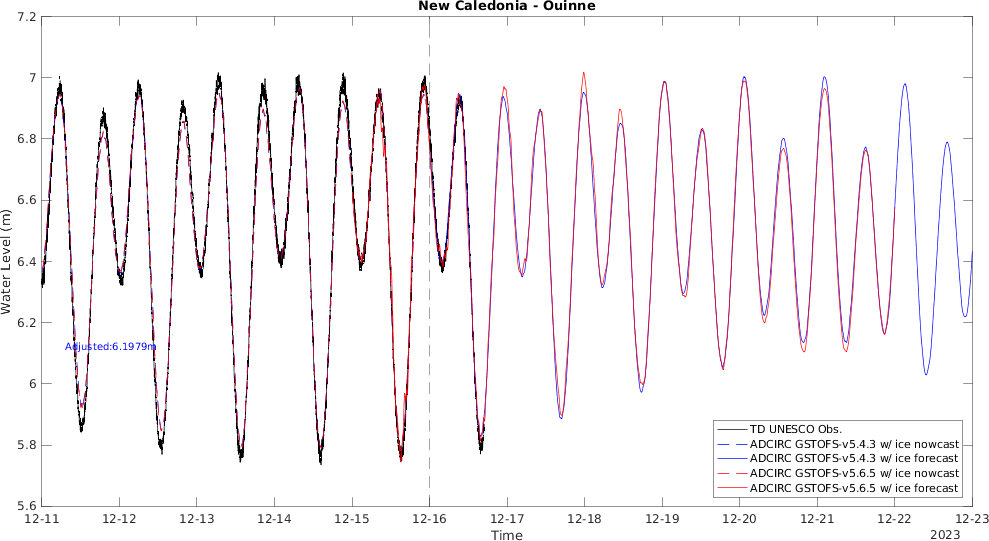 New Caledonia - Ouinne
7.2
7
6.8
6.6
6.4
6.2
6
5.8
5.6
Water Level (m)
Adjusted:6.1979m
TD UNESCO Obs.
ADCIRC GSTOFS-v5.4.3 w/ ice nowcast
ADCIRC GSTOFS-v5.4.3 w/ ice forecast
ADCIRC GSTOFS-v5.6.5 w/ ice nowcast
ADCIRC GSTOFS-v5.6.5 w/ ice forecast
12-11 12-12 12-13 12-14 12-15 12-16 12-17 12-18 12-19 12-20 12-21 12-22 12-23
Time
2023